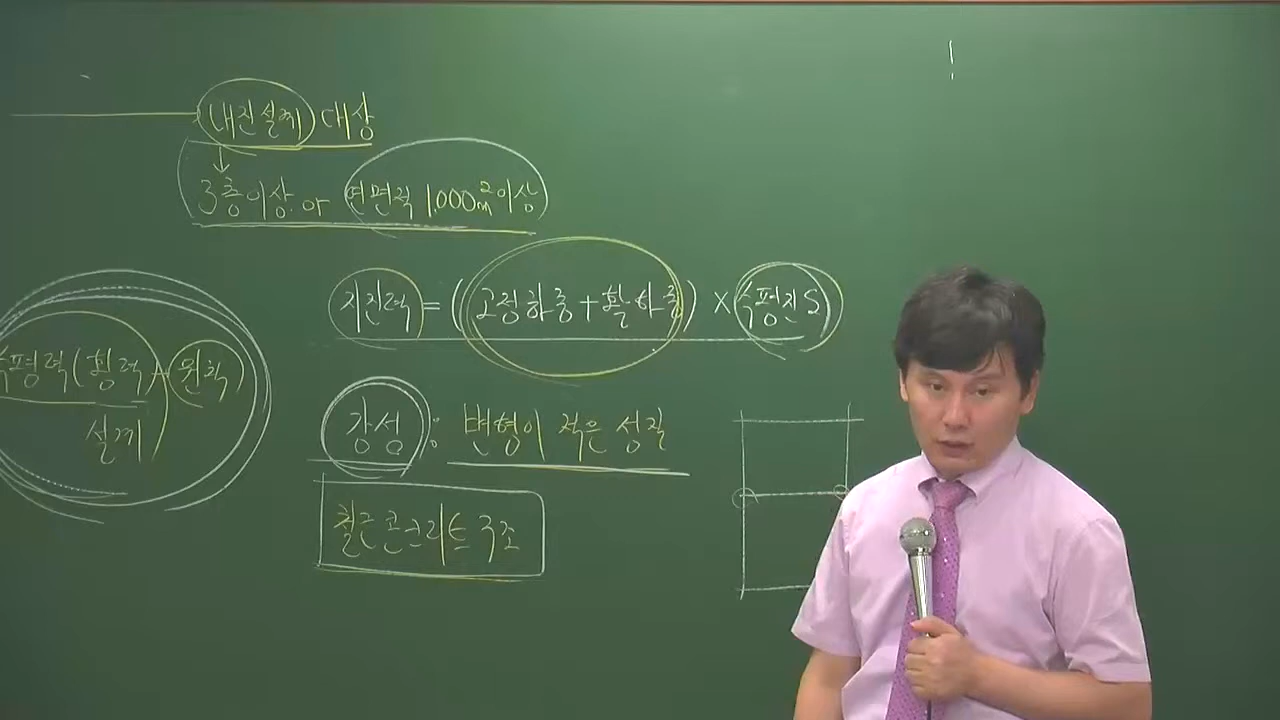 내진설계 대상
3층이상. or 연면적 1,000m²이상
지진력 = (고정하중 + 활하중) × 수평진S)
수평력(횡력) 원칙)
설계
강성 : 변형이 적은 성질
철근콘크리트 구조